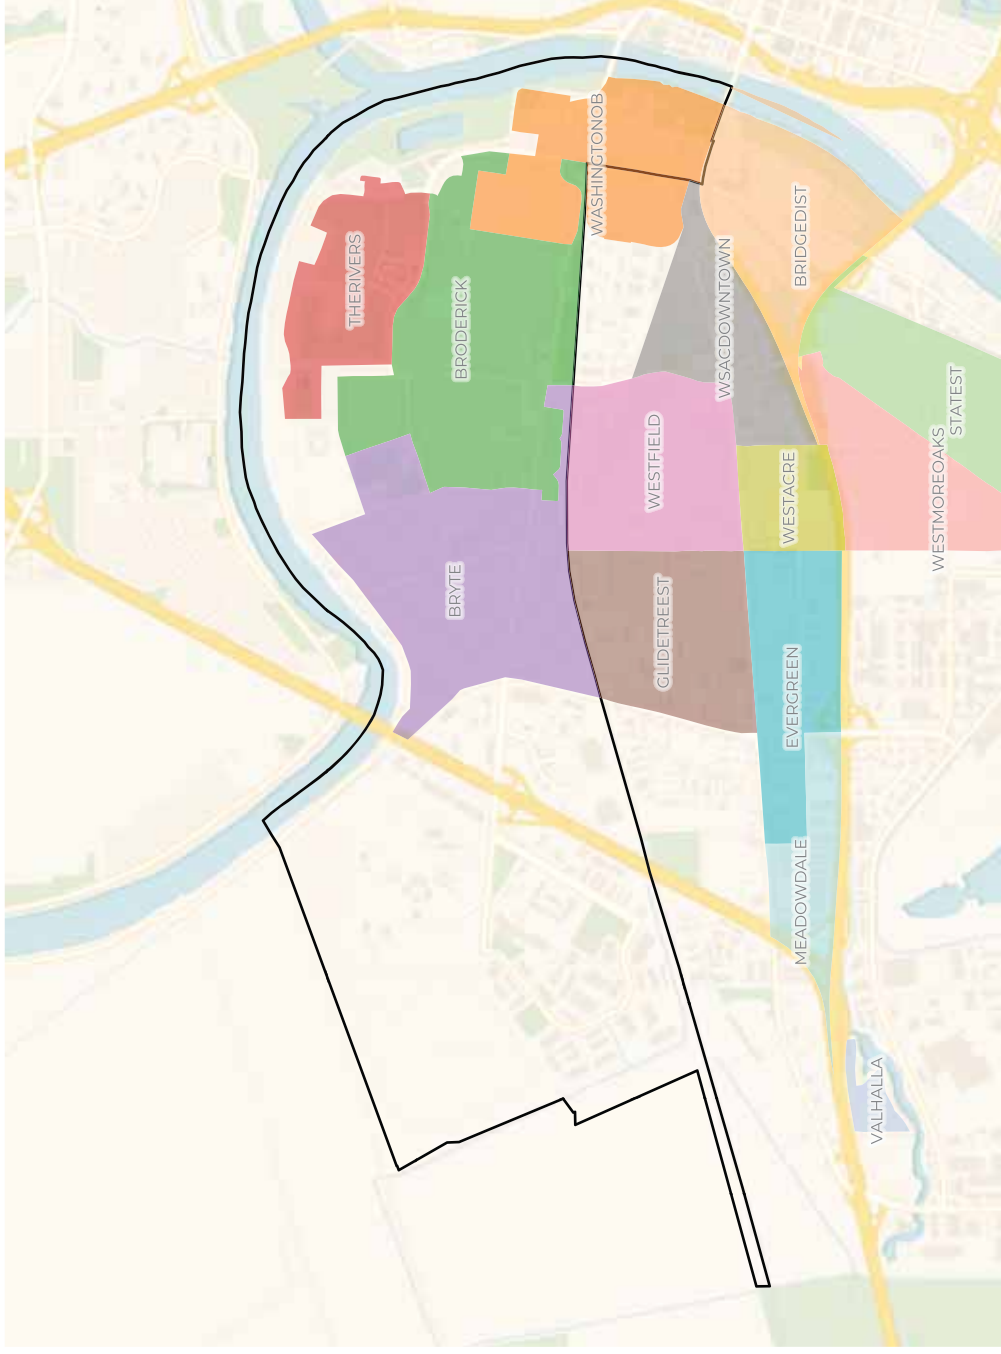 WASHINGTONOB
BRIDGEDIST
THERIVERS
BRODERICK
WSACDOWNTOWN
STATEST
WESTFIELD
WESTACRE
WESTMOREOAKS
BRYTE
GLIDETREEST
EVERGREEN
MEADOWDALE
VALHALLA